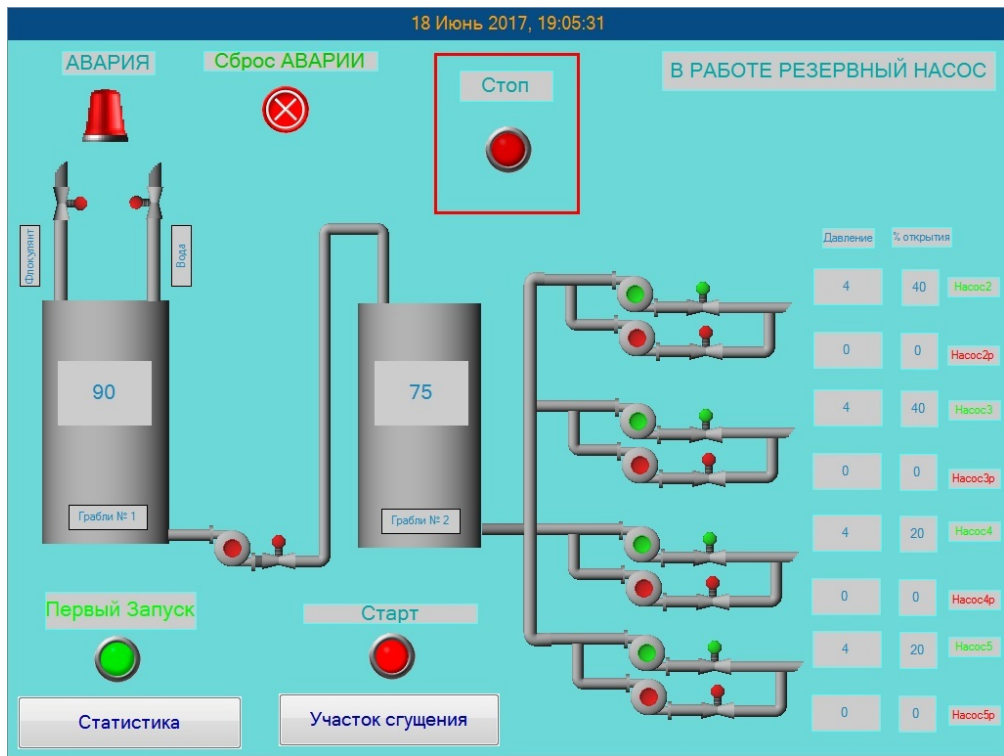 18 Июнь 2017, 19:05:31
АВАРИЯ
Сброс АВАРИИ
Стоп
В РАБОТЕ РЕЗЕРВНЫЙ НАСОС
Флокулянт
Вода
Давление
% открытия
4
40
Насос2
0
0
Насос2р
4
40
Насос3
0
0
Насос3р
4
20
Насос4
0
0
Насос4р
4
20
Насос5
0
0
Насос5р
90
75
Грабли № 1
Грабли № 2
Первый Запуск
Старт
Статистика
Участок сгущения